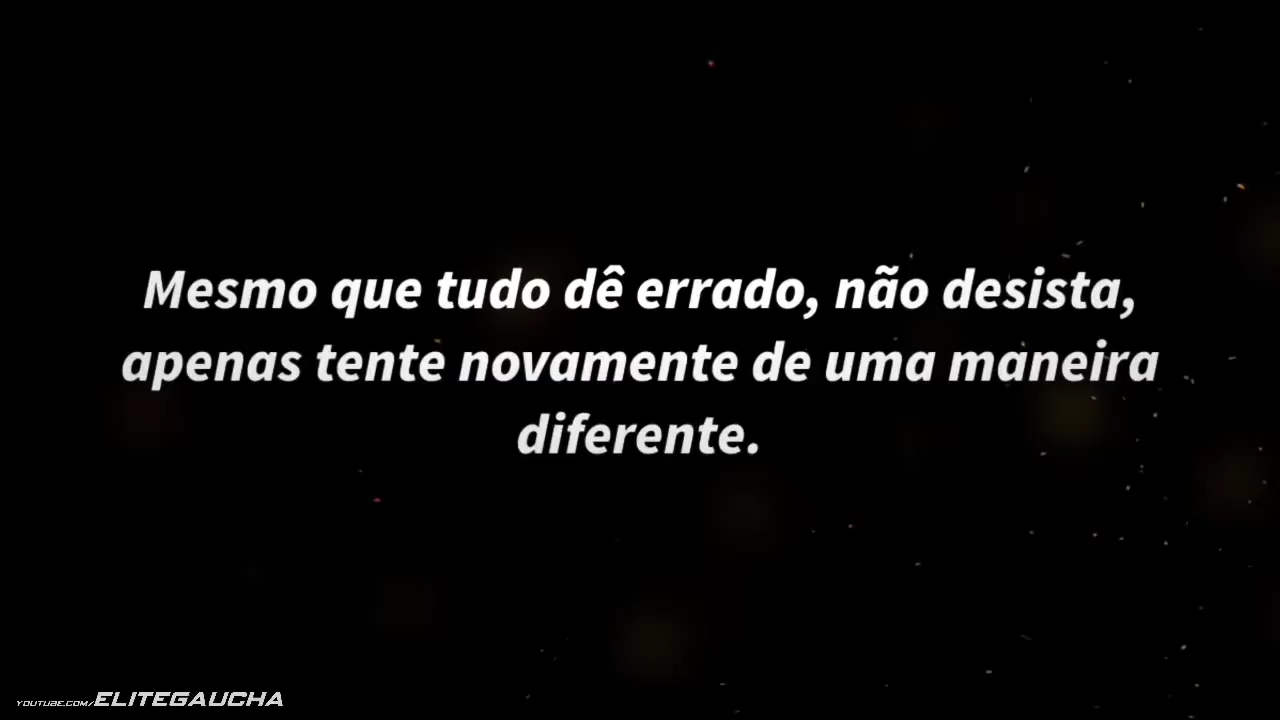 Mesmo que tudo dê errado, não desista,
apenas tente novamente de uma maneira
diferente.
YOUTUBE.COM/ELITEGAUCHA